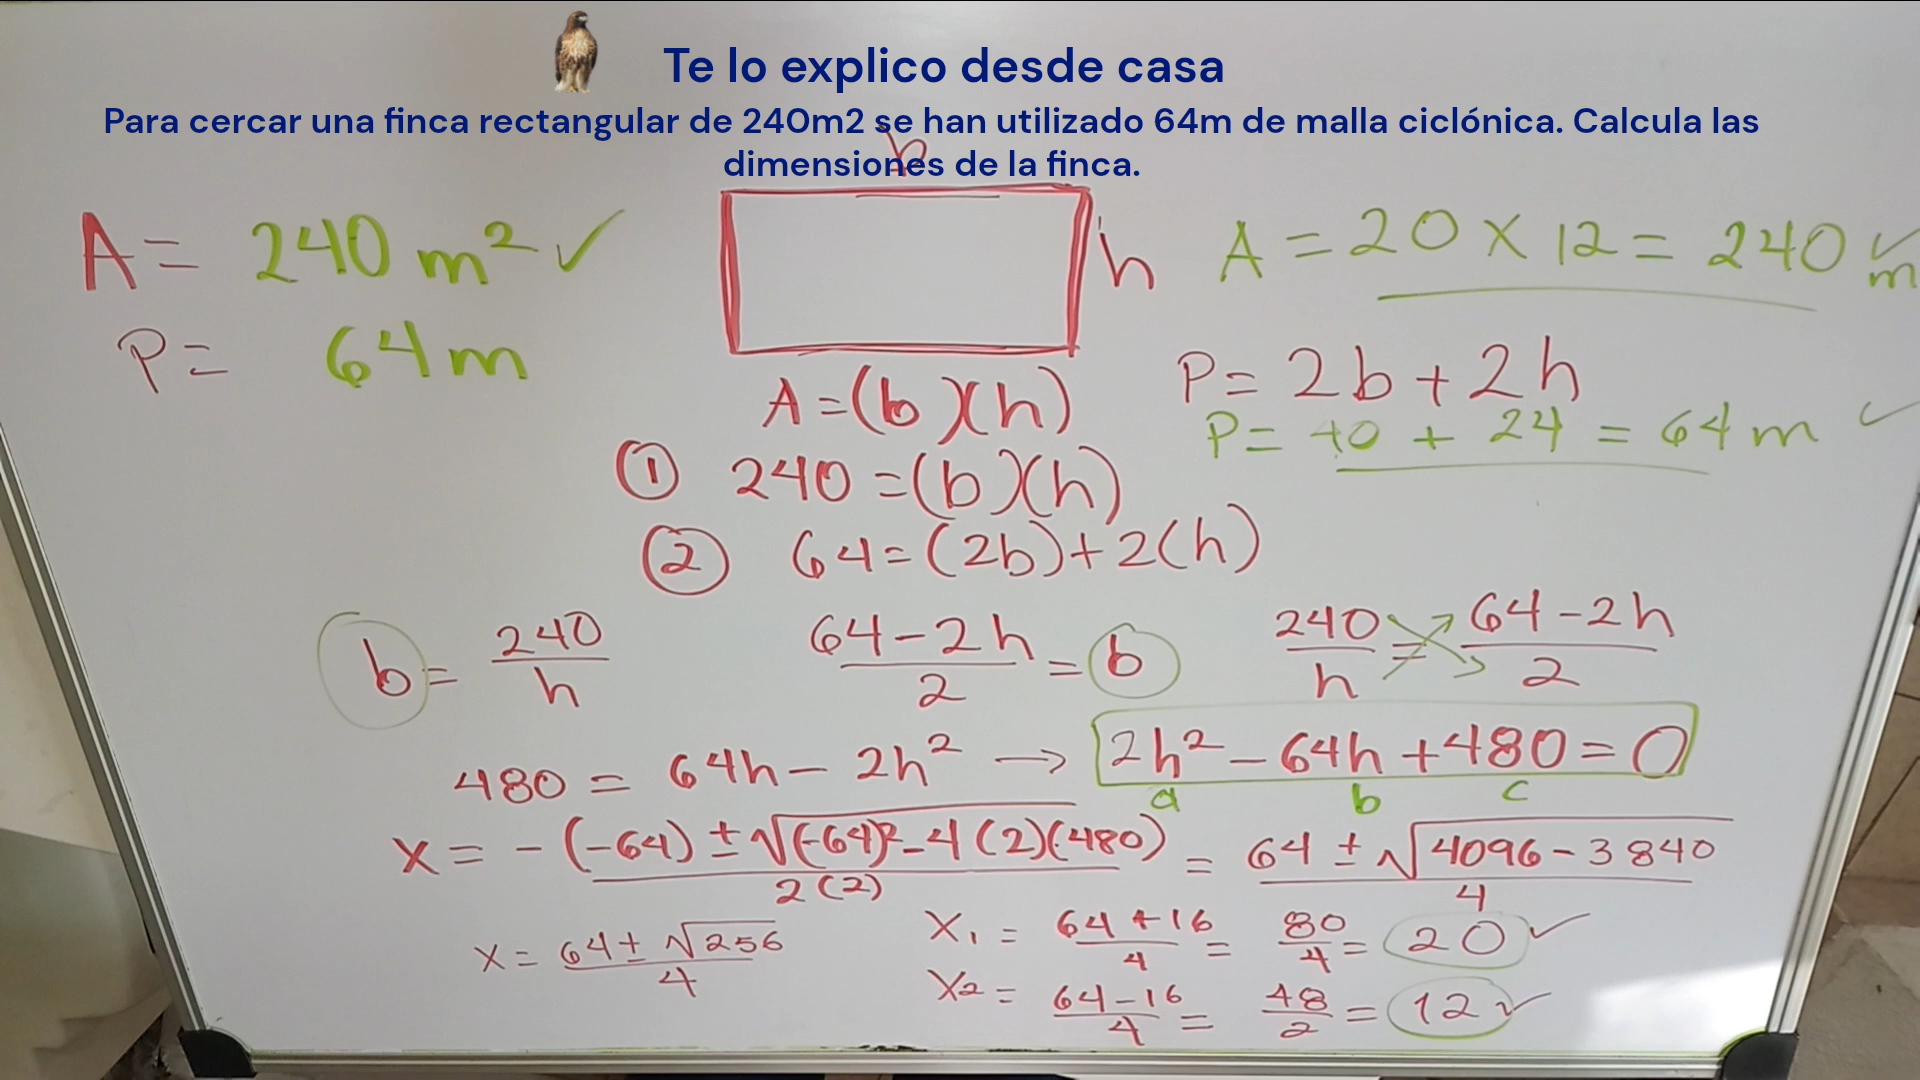 Te lo explico desde casa
Para cercar una finca rectangular de 240m2 se han utilizado 64m de malla ciclónica. Calcula las
dimensiones de la finca.
b
A = 240 m² ✓
h
A = 20 x 12 = 240 m ✓
P = 64 m
P = 2b + 2h
A = (b)(h)
P = 40 + 24 = 64 m ✓
① 240 = (b)(h)
② 64 = (2b) + 2(h)
b = 240/h
64 - 2h / 2 = b
240/h = 64 - 2h / 2
480 = 64h - 2h² → 2h² - 64h + 480 = 0
a b c
x = -(-64) ± √(-64)² - 4(2)(480) / 2(2) = 64 ± √4096 - 3840 / 4
x = 64 ± √256 / 4
X₁ = 64 + 16 / 4 = 80/4 = 20 ✓
X₂ = 64 - 16 / 4 = 48/2 = 12 ✓